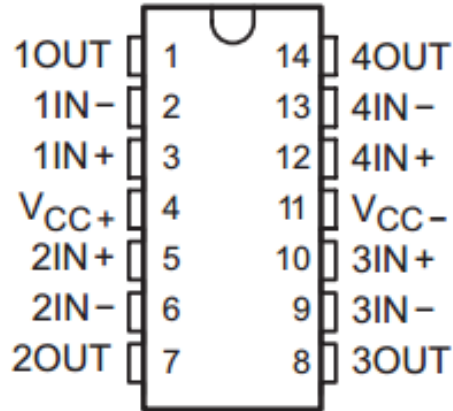 1OUT 1 14 4OUT
1IN− 2 13 4IN−
1IN+ 3 12 4IN+
VCC+ 4 11 VCC−
2IN+ 5 10 3IN+
2IN− 6 9 3IN−
2OUT 7 8 3OUT